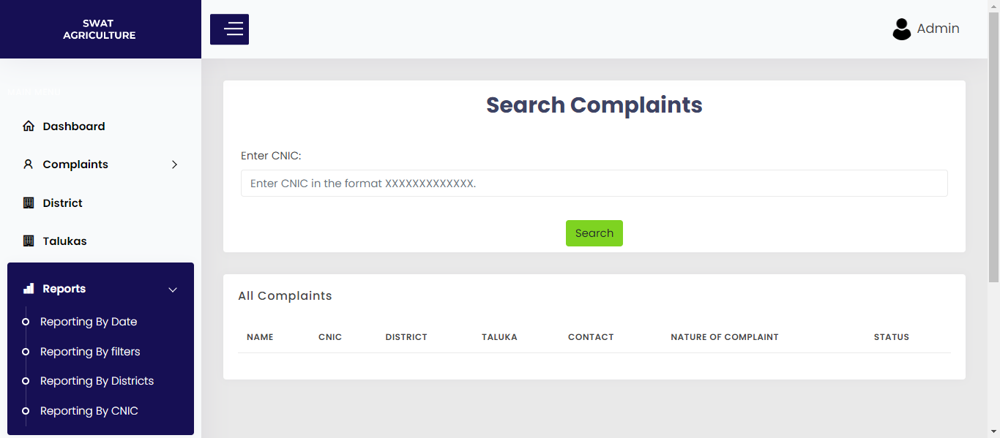 SWAT
AGRICULTURE
Admin
Dashboard
Complaints
District
Talukas
Reports
Reporting By Date
Reporting By filters
Reporting By Districts
Reporting By CNIC
Search Complaints
Enter CNIC:
Enter CNIC in the format XXXXXXXXXXXXX.
Search
All Complaints
NAME CNIC DISTRICT TALUKA CONTACT NATURE OF COMPLAINT STATUS